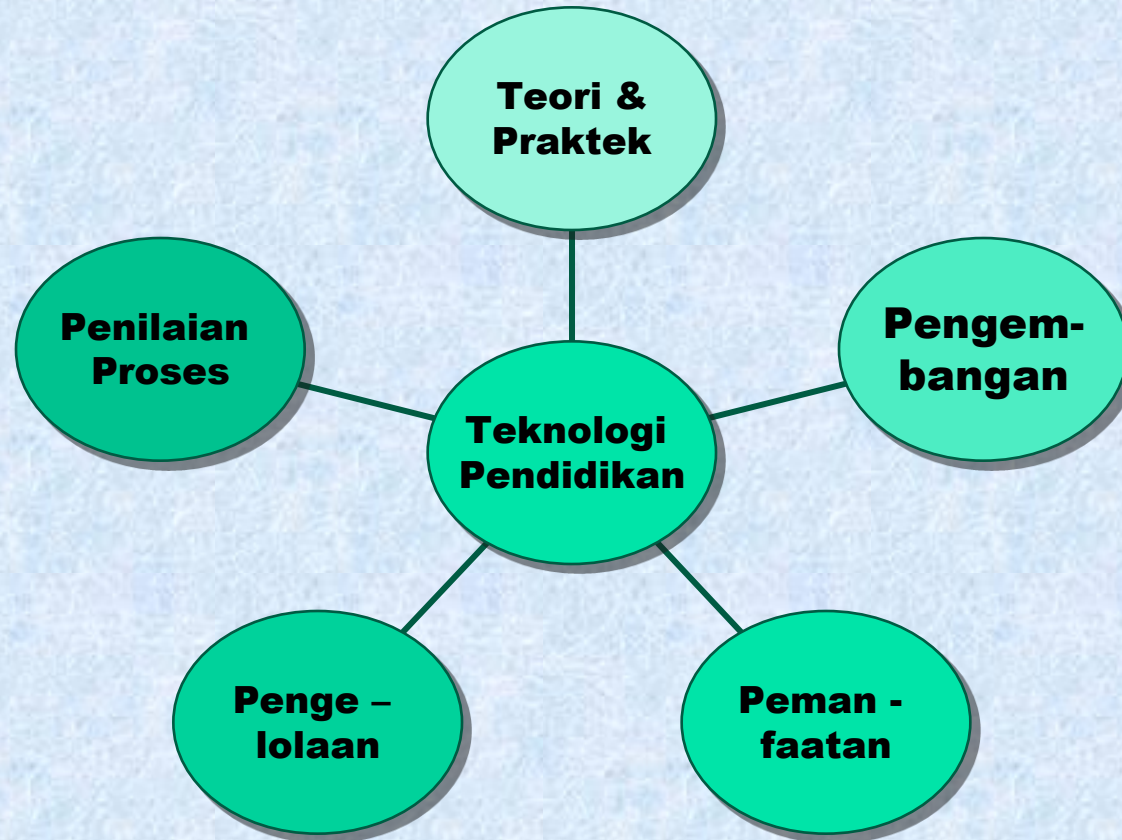 Teori &
Praktek
Penilaian
Proses
Pengem-
bangan
Teknologi
Pendidikan
Penge –
lolaan
Peman -
faatan